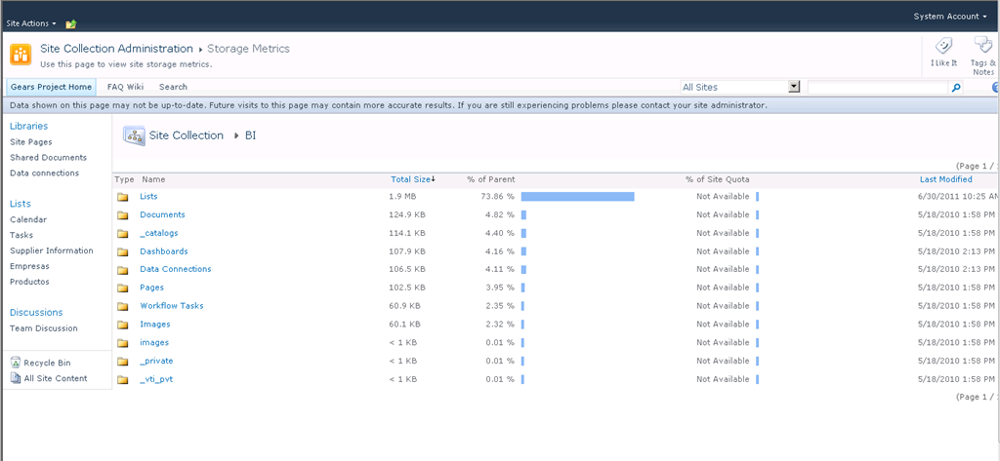 Site Actions
System Account
Site Collection Administration Storage Metrics
Use this page to view site storage metrics.
I Like It
Tags & Notes
Gears Project Home FAQ Wiki Search
All Sites
Data shown on this page may not be up-to-date. Future visits to this page may contain more accurate results. If you are still experiencing problems please contact your site administrator.
Libraries
Site Pages
Shared Documents
Data connections
Lists
Calendar
Tasks
Supplier Information
Empresas
Productos
Discussions
Team Discussion
Recycle Bin
All Site Content
Site Collection BI
(Page 1 /
Type Name Total Size % of Parent % of Site Quota Last Modified
Lists 1.9 MB 73.86 % Not Available 6/30/2011 10:25 AM
Documents 124.9 KB 4.82 % Not Available 5/18/2010 1:58 PM
_catalogs 114.1 KB 4.40 % Not Available 5/18/2010 1:58 PM
Dashboards 107.9 KB 4.16 % Not Available 5/18/2010 2:13 PM
Data Connections 106.5 KB 4.11 % Not Available 5/18/2010 2:13 PM
Pages 102.5 KB 3.95 % Not Available 5/18/2010 1:58 PM
Workflow Tasks 60.9 KB 2.35 % Not Available 5/18/2010 1:58 PM
Images 60.1 KB 2.32 % Not Available 5/18/2010 1:58 PM
images < 1 KB 0.01 % Not Available 5/18/2010 1:58 PM
_private < 1 KB 0.01 % Not Available 5/18/2010 1:58 PM
_vti_pvt < 1 KB 0.01 % Not Available 5/18/2010 1:58 PM
(Page 1 /